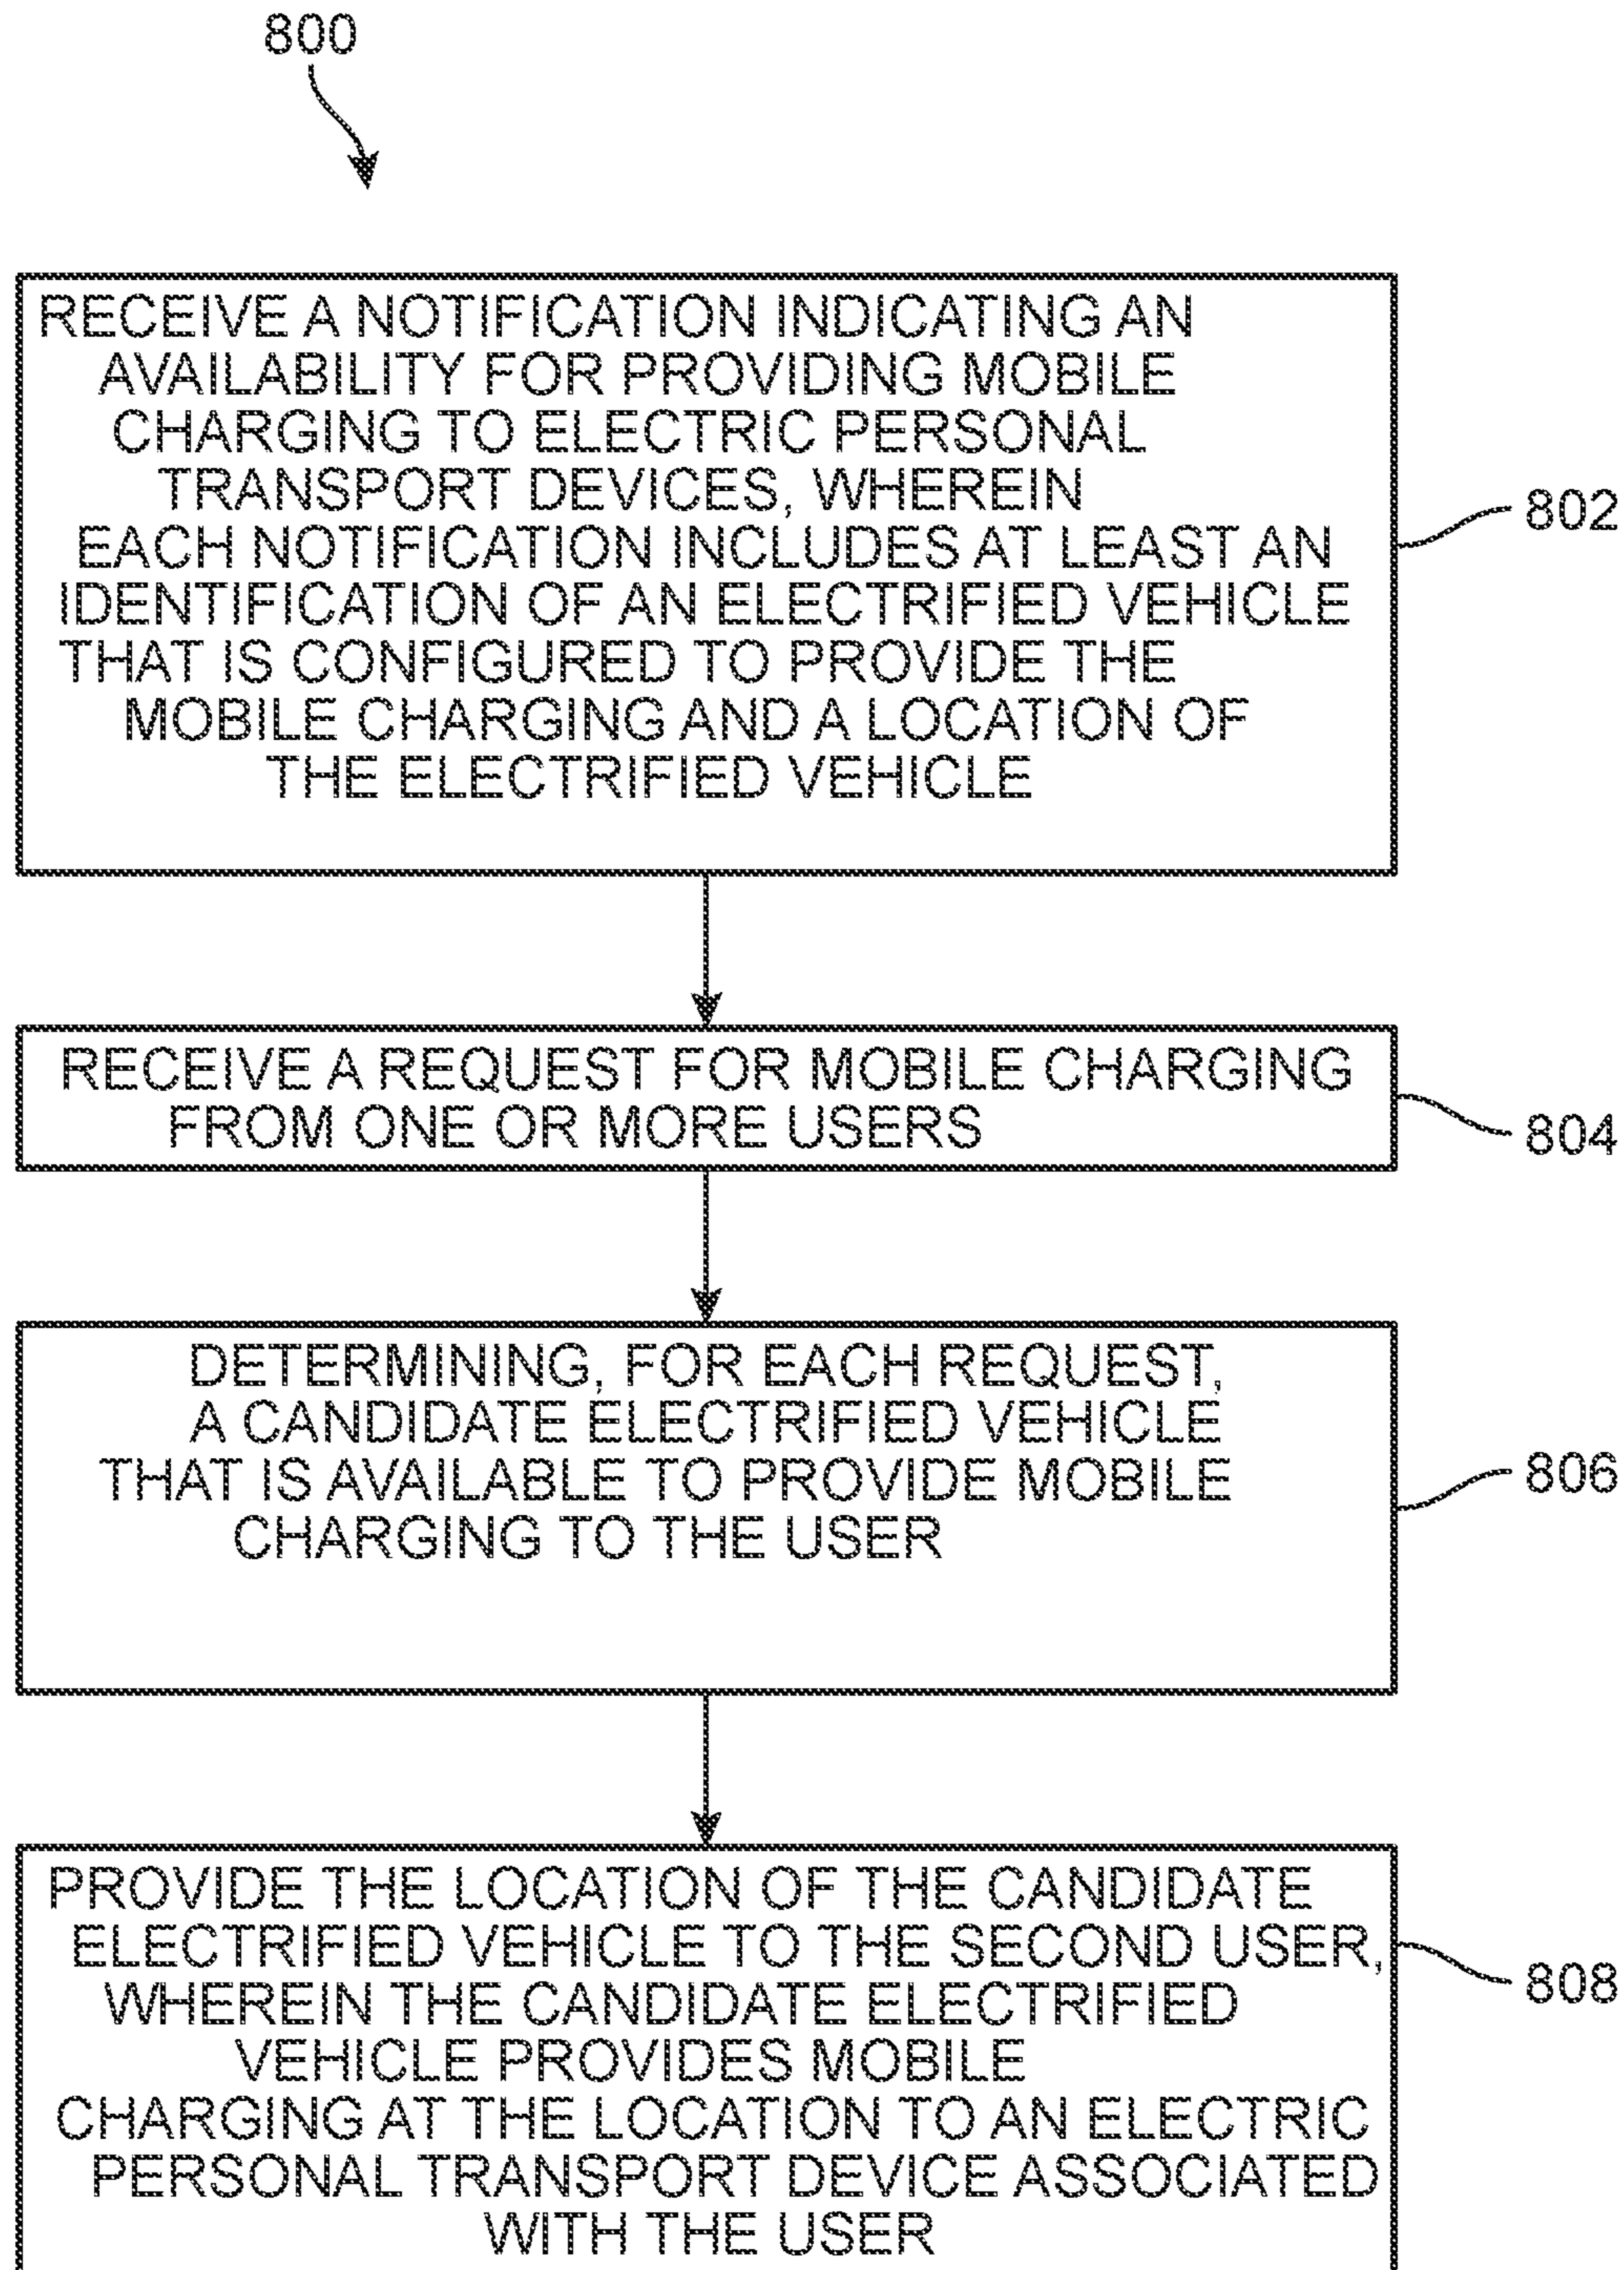 800
RECEIVE A NOTIFICATION INDICATING AN
AVAILABILITY FOR PROVIDING MOBILE
CHARGING TO ELECTRIC PERSONAL
TRANSPORT DEVICES, WHEREIN
EACH NOTIFICATION INCLUDES AT LEAST AN
IDENTIFICATION OF AN ELECTRIFIED VEHICLE
THAT IS CONFIGURED TO PROVIDE THE
MOBILE CHARGING AND A LOCATION OF
THE ELECTRIFIED VEHICLE
802
RECEIVE A REQUEST FOR MOBILE CHARGING
FROM ONE OR MORE USERS
804
DETERMINING, FOR EACH REQUEST,
A CANDIDATE ELECTRIFIED VEHICLE
THAT IS AVAILABLE TO PROVIDE MOBILE
CHARGING TO THE USER
806
PROVIDE THE LOCATION OF THE CANDIDATE
ELECTRIFIED VEHICLE TO THE SECOND USER,
WHEREIN THE CANDIDATE ELECTRIFIED
VEHICLE PROVIDES MOBILE
CHARGING AT THE LOCATION TO AN ELECTRIC
PERSONAL TRANSPORT DEVICE ASSOCIATED
WITH THE USER
808